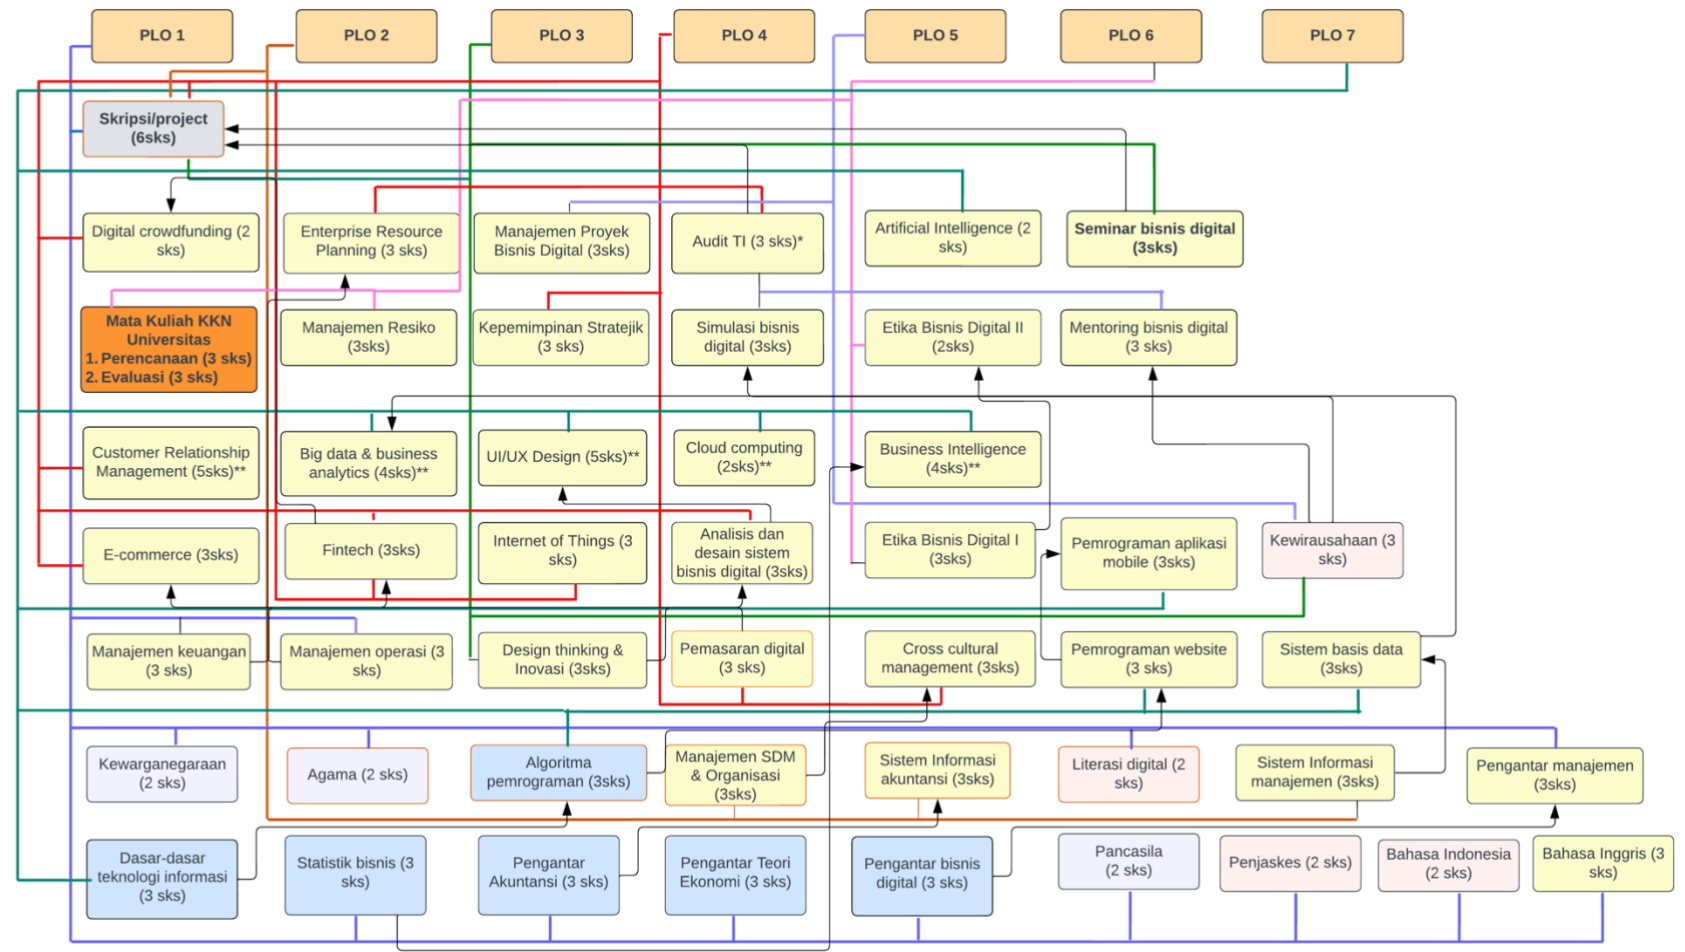 PLO 1
PLO 2
PLO 3
PLO 4
PLO 5
PLO 6
PLO 7
Skripsi/project
(6sks)
Digital crowdfunding (2
sks)
Enterprise Resource
Planning (3 sks)
Manajemen Proyek
Bisnis Digital (3sks)
Audit TI (3 sks)*
Artificial Intelligence (2
sks)
Seminar bisnis digital
(3sks)
Mata Kuliah KKN
Universitas
1. Perencanaan (3 sks)
2. Evaluasi (3 sks)
Manajemen Resiko
(3sks)
Kepemimpinan Stratejik
(3 sks)
Simulasi bisnis
digital (3sks)
Etika Bisnis Digital II
(2sks)
Mentoring bisnis digital
(3 sks)
Customer Relationship
Management (5sks)**
Big data & business
analytics (4sks)**
UI/UX Design (5sks)**
Cloud computing
(2sks)**
Business Intelligence
(4sks)**
E-commerce (3sks)
Fintech (3sks)
Internet of Things (3
sks)
Analisis dan
desain sistem
bisnis digital (3sks)
Etika Bisnis Digital I
(3sks)
Pemrograman aplikasi
mobile (3sks)
Kewirausahaan (3
sks)
Manajemen keuangan
(3 sks)
Manajemen operasi (3
sks)
Design thinking &
Inovasi (3sks)
Pemasaran digital
(3 sks)
Cross cultural
management (3sks)
Pemrograman website
(3 sks)
Sistem basis data
(3sks)
Kewarganegaraan
(2 sks)
Agama (2 sks)
Algoritma
pemrograman (3sks)
Manajemen SDM
& Organisasi
(3sks)
Sistem Informasi
akuntansi (3sks)
Literasi digital (2
sks)
Sistem Informasi
manajemen (3sks)
Pengantar manajemen
(3sks)
Dasar-dasar
teknologi informasi
(3 sks)
Statistik bisnis (3
sks)
Pengantar
Akuntansi (3 sks)
Pengantar Teori
Ekonomi (3 sks)
Pengantar bisnis
digital (3 sks)
Pancasila
(2 sks)
Penjaskes (2 sks)
Bahasa Indonesia
(2 sks)
Bahasa Inggris (3
sks)